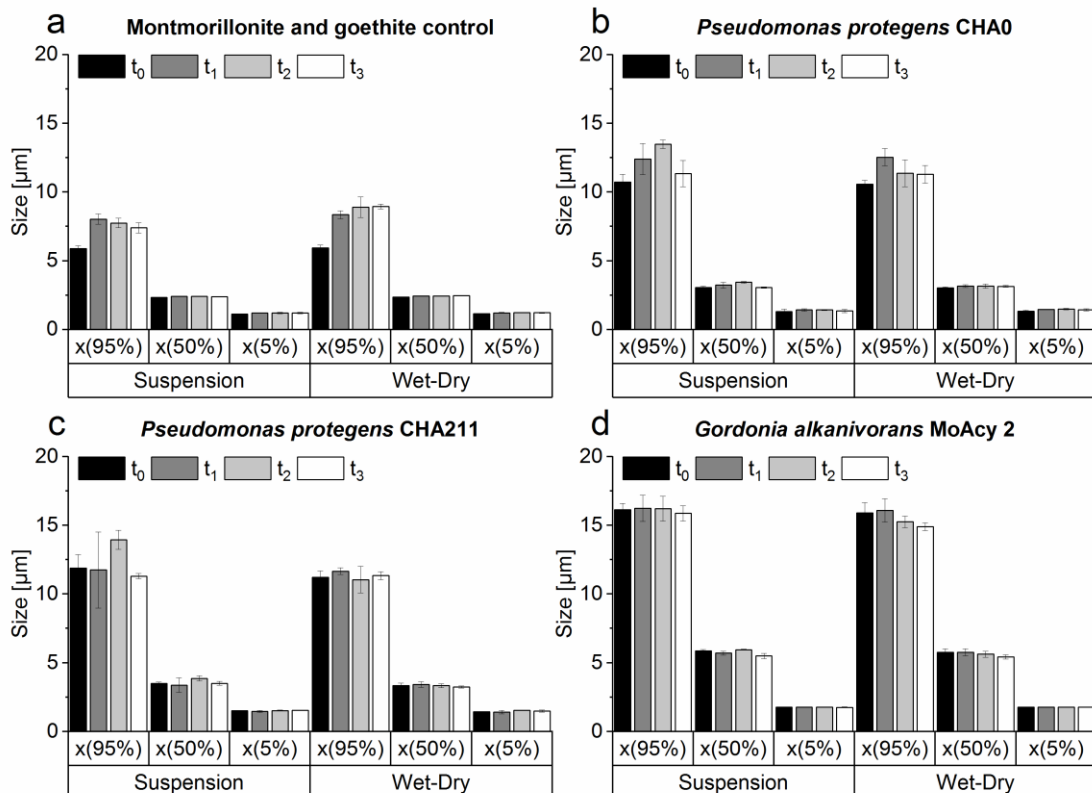 a Montmorillonite and goethite control
t0 t1 t2 t3
Size [µm]
20
15
10
5
0
x(95%) x(50%) x(5%) x(95%) x(50%) x(5%)
Suspension Wet-Dry
b Pseudomonas protegens CHA0
t0 t1 t2 t3
Size [µm]
20
15
10
5
0
x(95%) x(50%) x(5%) x(95%) x(50%) x(5%)
Suspension Wet-Dry
c Pseudomonas protegens CHA211
t0 t1 t2 t3
Size [µm]
20
15
10
5
0
x(95%) x(50%) x(5%) x(95%) x(50%) x(5%)
Suspension Wet-Dry
d Gordonia alkanivorans MoAcy 2
t0 t1 t2 t3
Size [µm]
20
15
10
5
0
x(95%) x(50%) x(5%) x(95%) x(50%) x(5%)
Suspension Wet-Dry